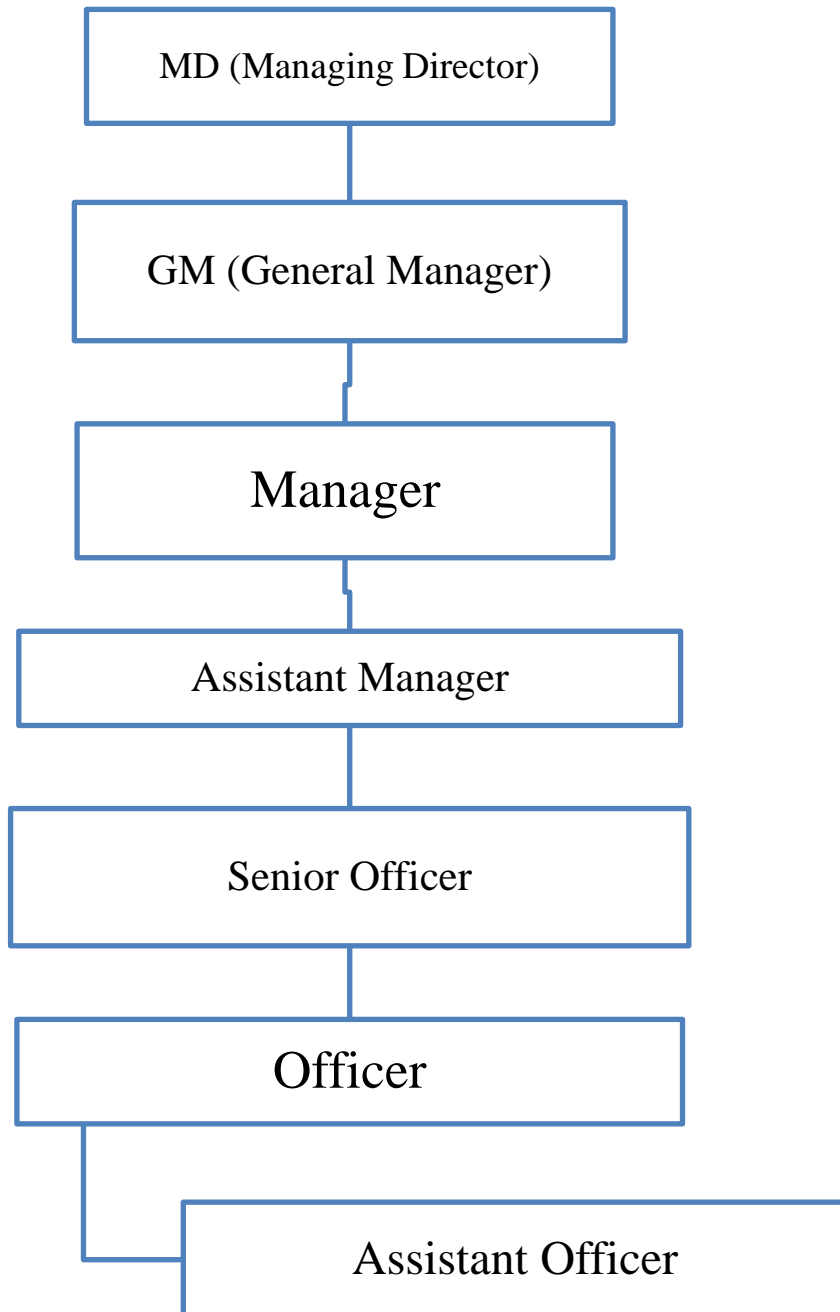 MD (Managing Director)
GM (General Manager)
Manager
Assistant Manager
Senior Officer
Officer
Assistant Officer